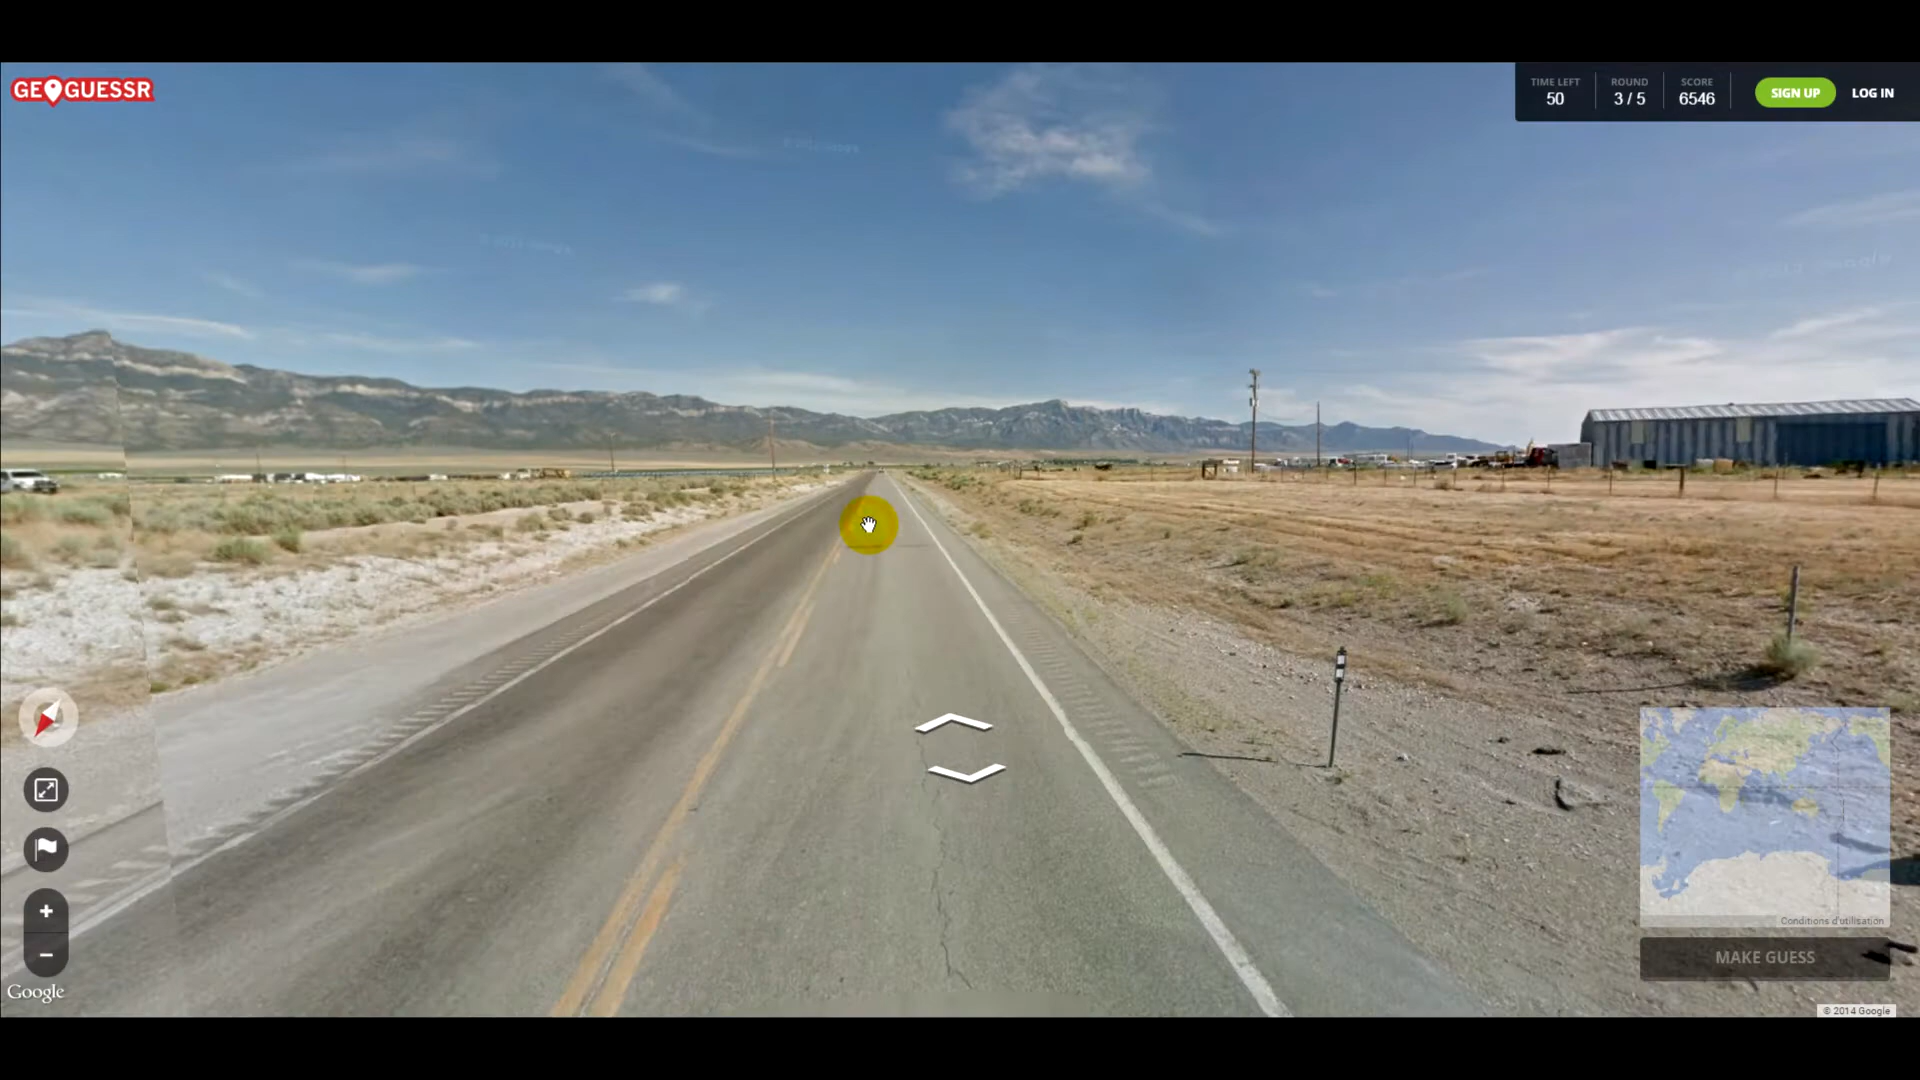 GEOGUESSR
TIME LEFT
50
ROUND
3 / 5
SCORE
6546
SIGN UP
LOG IN
Conditions d'utilisation
MAKE GUESS
Google
© 2014 Google